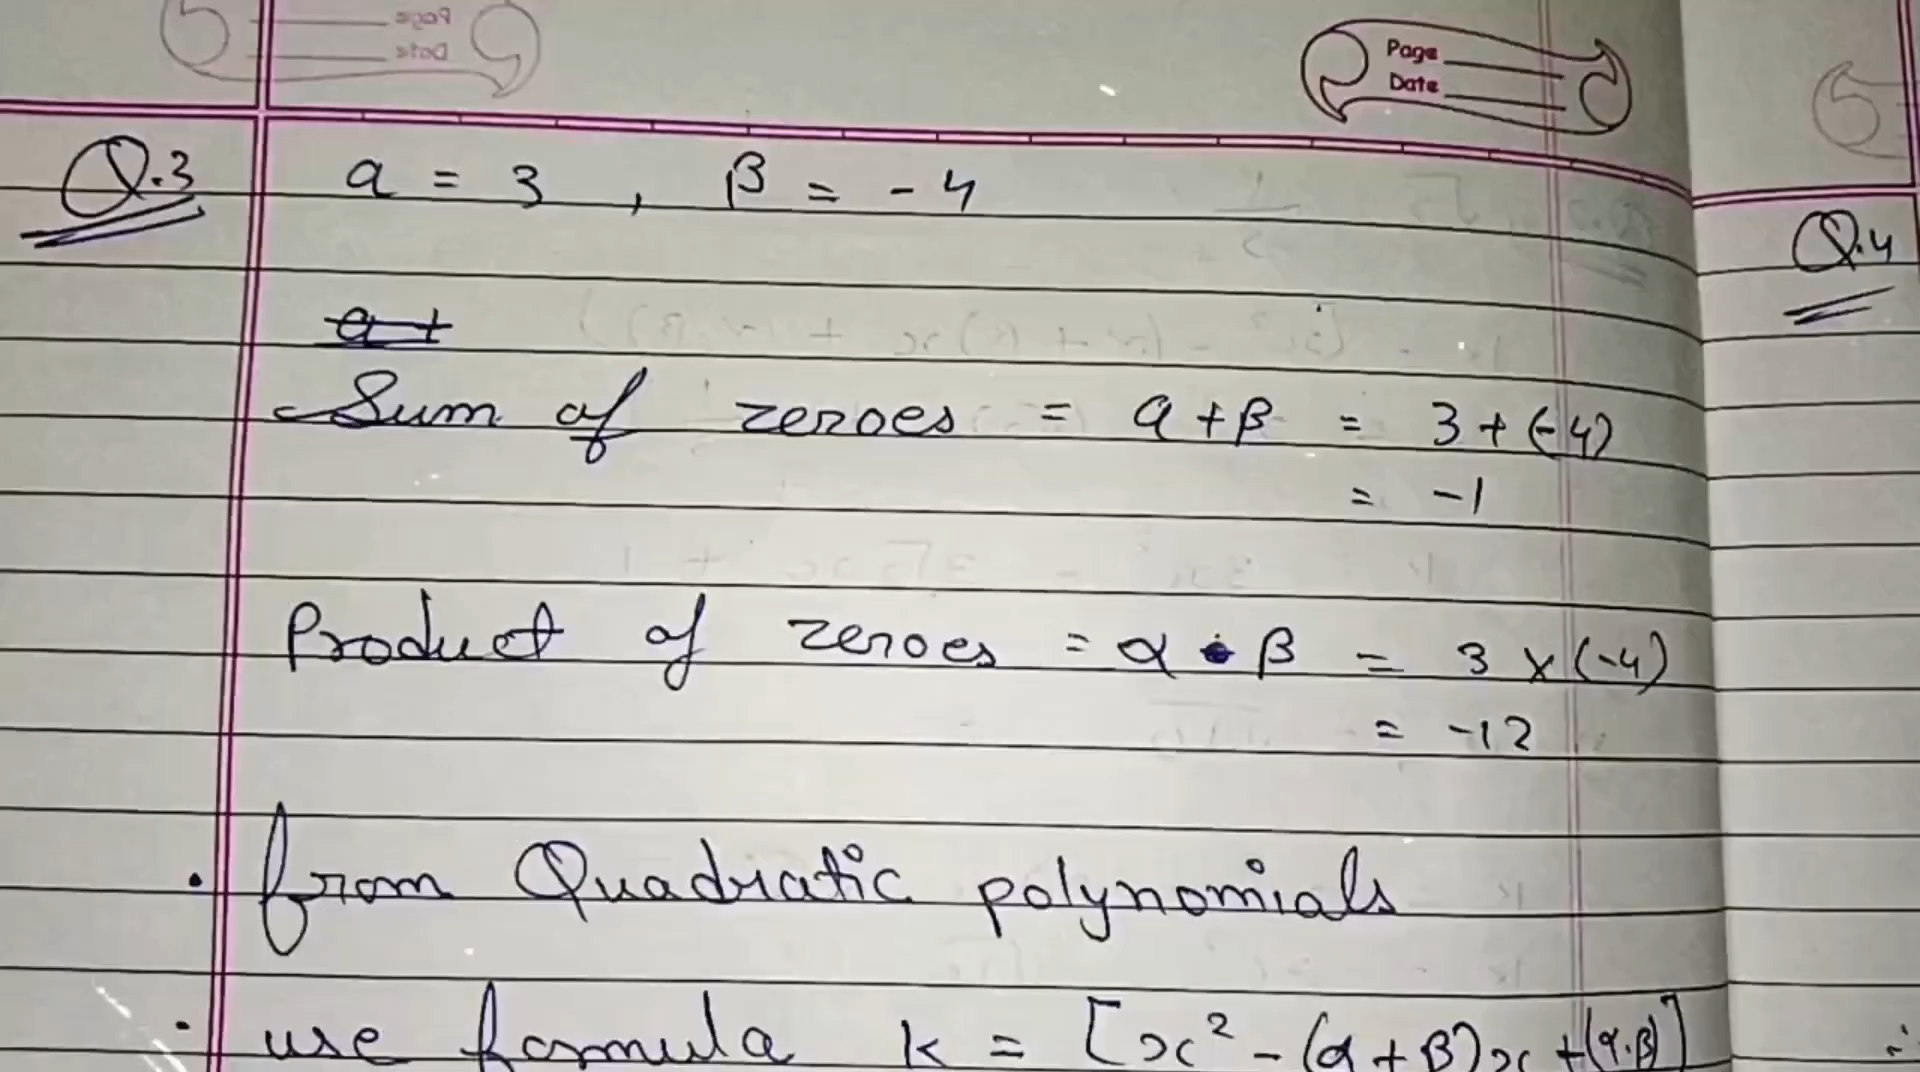 Page
Date
Q.3 α = 3 , β = -4
Sum of zeroes = α + β = 3 + (-4)
= -1
Product of zeroes = α · β = 3 × (-4)
= -12
• from Quadratic polynomials
• use formula k = [x² - (α + β)x + (α.β)]
Q.4